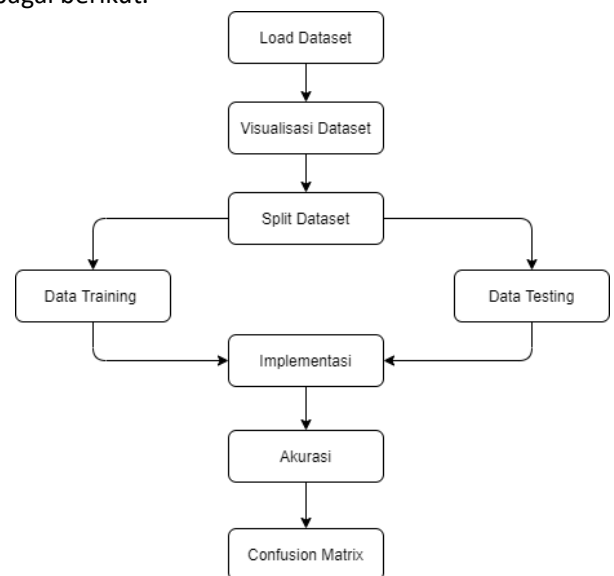 bagai berikut:
Load Dataset
Visualisasi Dataset
Split Dataset
Data Training
Data Testing
Implementasi
Akurasi
Confusion Matrix